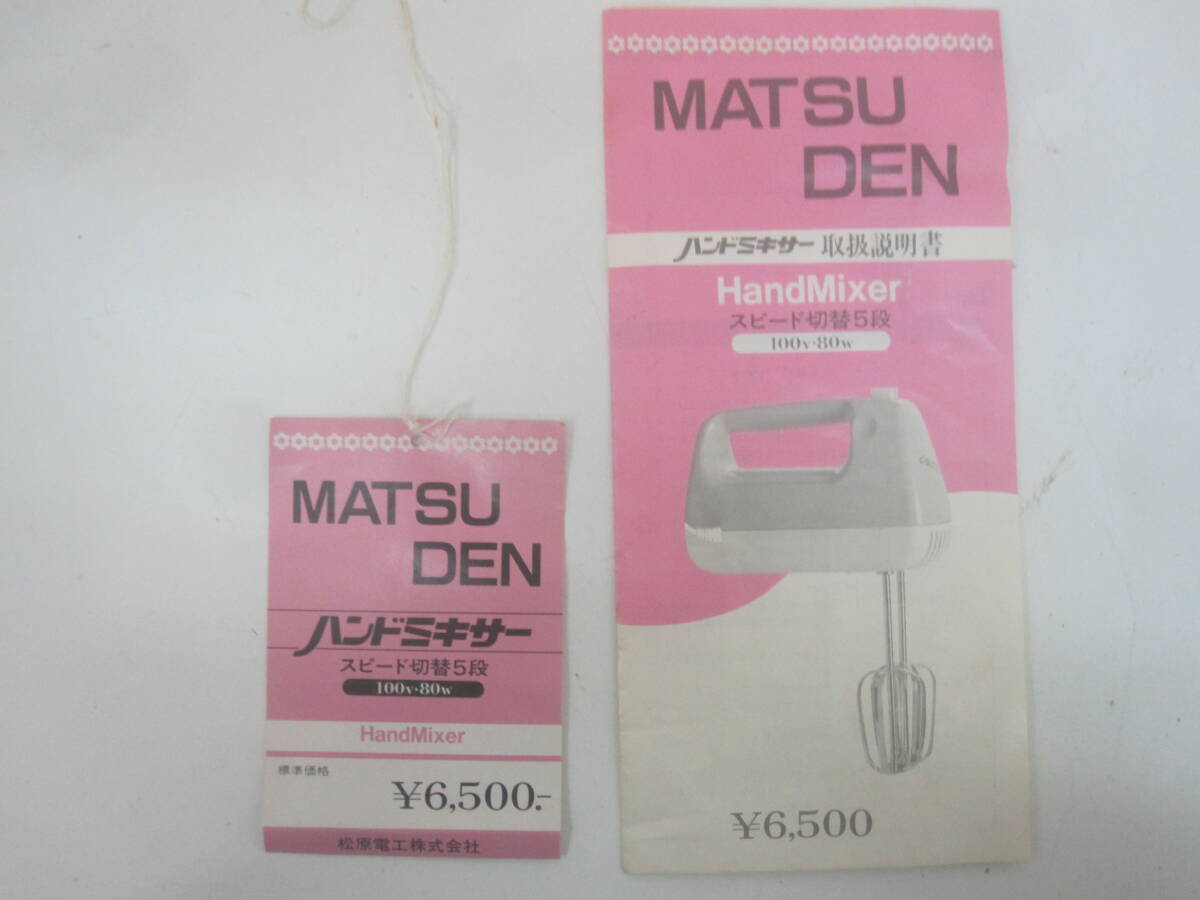 MATSU
DEN
ハンドミキサー
スピード切替5段
100v・80w
HandMixer
標準価格
¥6,500.-
松原電工株式会社
MATSU
DEN
ハンドミキサー 取扱説明書
HandMixer
スピード切替5段
100v・80w
¥6,500